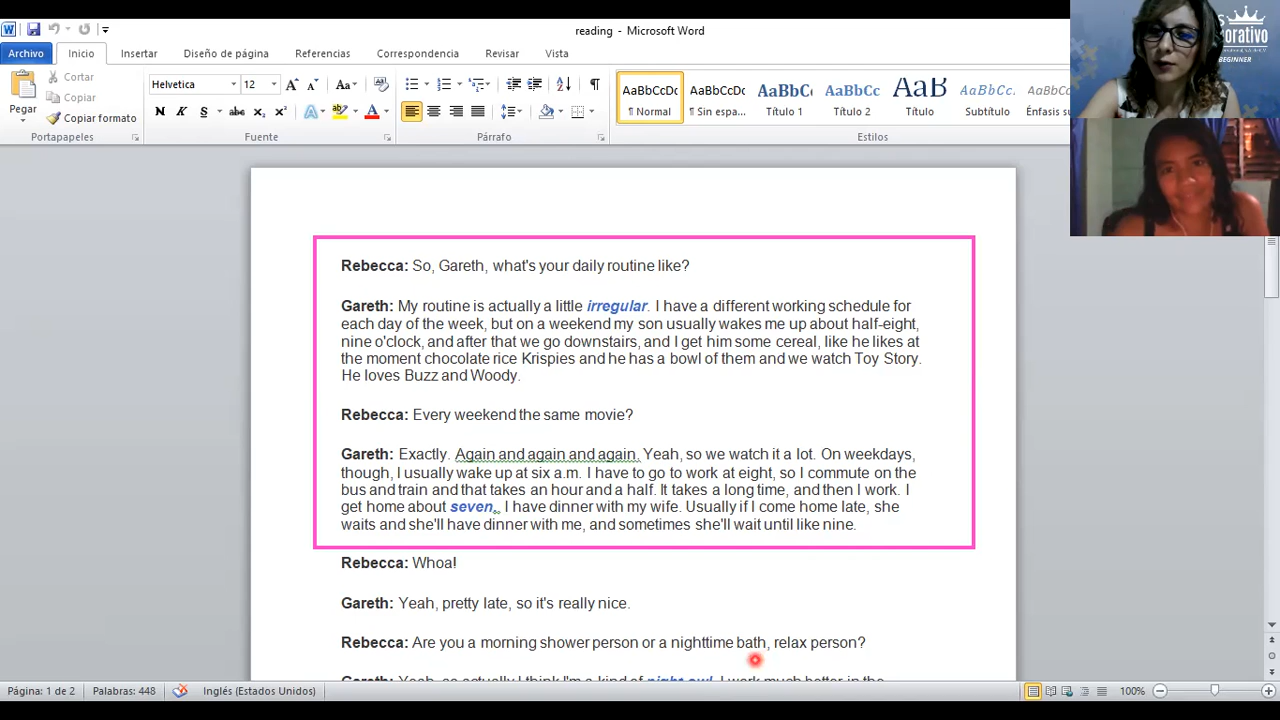 reading - Microsoft Word
Archivo Inicio Insertar Diseño de página Referencias Correspondencia Revisar Vista
Cortar
Copiar
Pegar Copiar formato
Helvetica 12
AaBbCcDc AaBbCcDc AaBbC AaBbCc AaB AaBbCc.
¶ Normal ¶ Sin espa... Título 1 Título 2 Título Subtítulo Énfasis
Portapapeles Fuente Párrafo Estilos
BEGINNER
Rebecca: So, Gareth, what's your daily routine like?
Gareth: My routine is actually a little irregular. I have a different working schedule for
each day of the week, but on a weekend my son usually wakes me up about half-eight,
nine o'clock, and after that we go downstairs, and I get him some cereal, like he likes at
the moment chocolate rice Krispies and he has a bowl of them and we watch Toy Story.
He loves Buzz and Woody.
Rebecca: Every weekend the same movie?
Gareth: Exactly. Again and again and again. Yeah, so we watch it a lot. On weekdays,
though, I usually wake up at six a.m. I have to go to work at eight, so I commute on the
bus and train and that takes an hour and a half. It takes a long time, and then I work. I
get home about seven., I have dinner with my wife. Usually if I come home late, she
waits and she'll have dinner with me, and sometimes she'll wait until like nine.
Rebecca: Whoa!
Gareth: Yeah, pretty late, so it's really nice.
Rebecca: Are you a morning shower person or a nighttime bath, relax person?
Gareth: Yeah, so actually I think I'm a kind of night owl. I work much better in the
Página: 1 de 2 Palabras: 448 Inglés (Estados Unidos) 100%